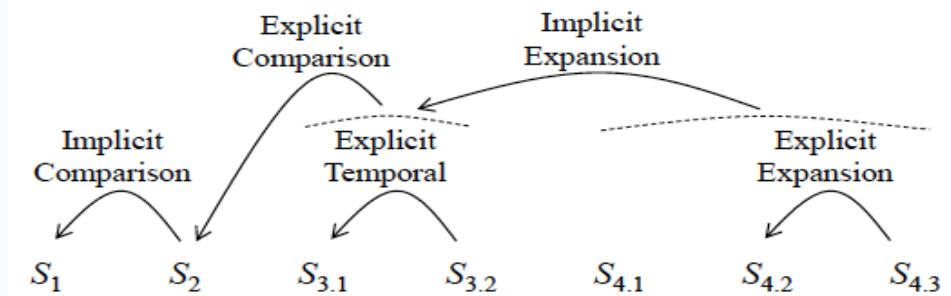 Explicit
Comparison
Implicit
Expansion
Implicit
Comparison
Explicit
Temporal
Explicit
Expansion
S1 S2 S3.1 S3.2 S4.1 S4.2 S4.3